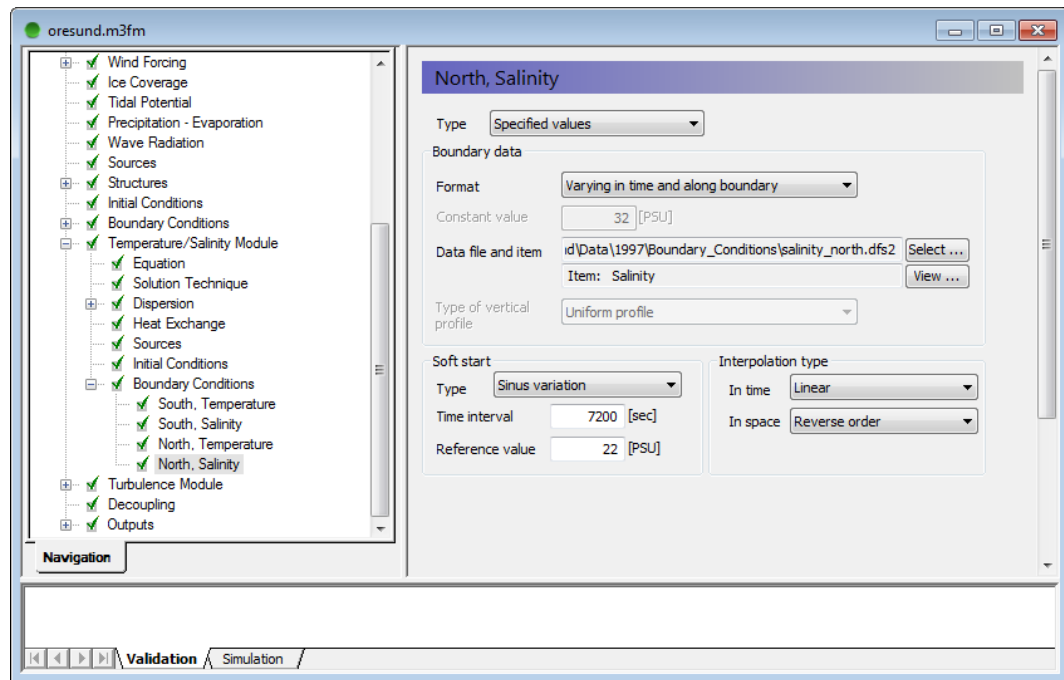 oresund.m3fm
Wind Forcing
Ice Coverage
Tidal Potential
Precipitation - Evaporation
Wave Radiation
Sources
Structures
Initial Conditions
Boundary Conditions
Temperature/Salinity Module
Equation
Solution Technique
Dispersion
Heat Exchange
Sources
Initial Conditions
Boundary Conditions
South, Temperature
South, Salinity
North, Temperature
North, Salinity
Turbulence Module
Decoupling
Outputs
Navigation
North, Salinity
Type Specified values
Boundary data
Format Varying in time and along boundary
Constant value 32 [PSU]
Data file and item d\Data\1997\Boundary_Conditions\salinity_north.dfs2 Select ...
Item: Salinity View ...
Type of vertical
profile
Uniform profile
Soft start
Type Sinus variation
Time interval 7200 [sec]
Reference value 22 [PSU]
Interpolation type
In time Linear
In space Reverse order
Validation Simulation